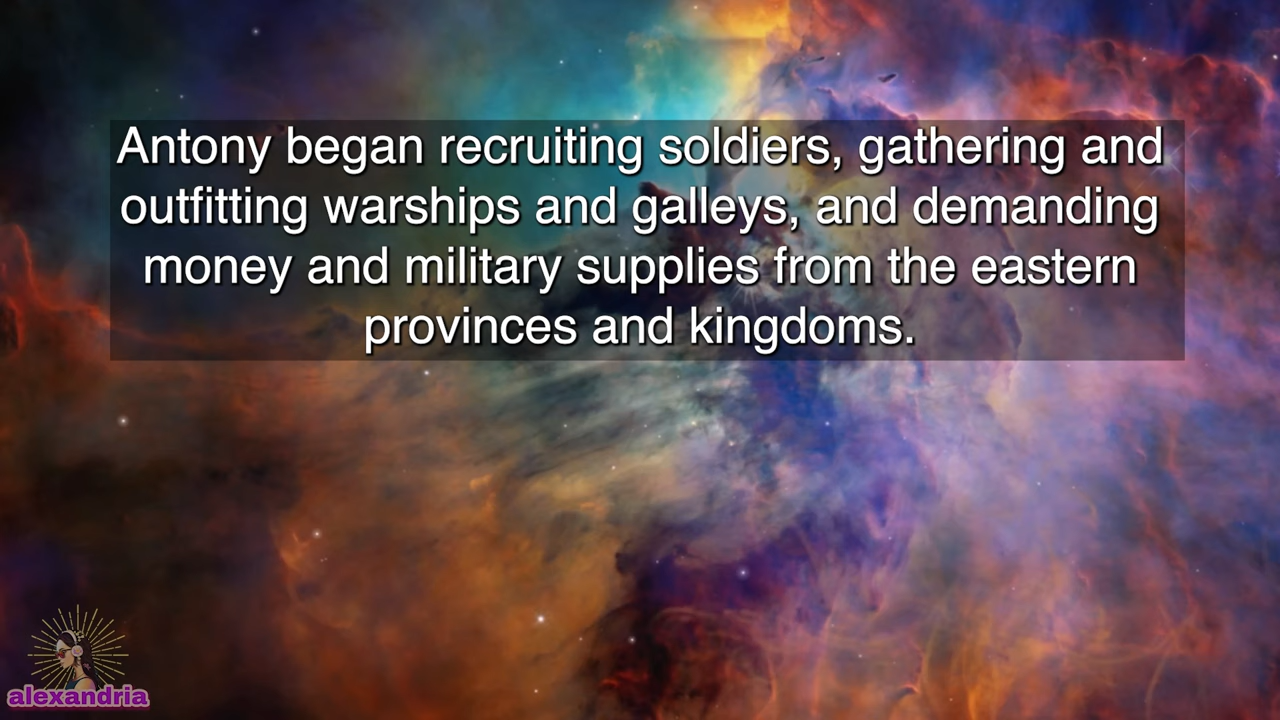 Antony began recruiting soldiers, gathering and
outfitting warships and galleys, and demanding
money and military supplies from the eastern
provinces and kingdoms.
alexandria